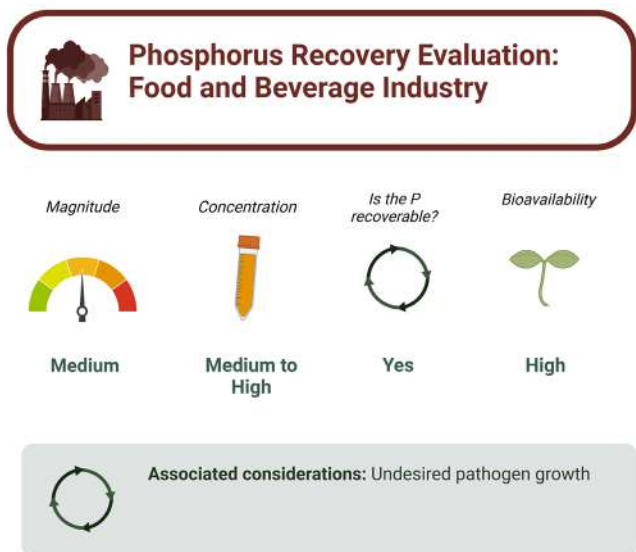 Phosphorus Recovery Evaluation:
Food and Beverage Industry
Magnitude
Concentration
Is the P
recoverable?
Bioavailability
Medium
Medium to
High
Yes
High
Associated considerations: Undesired pathogen growth